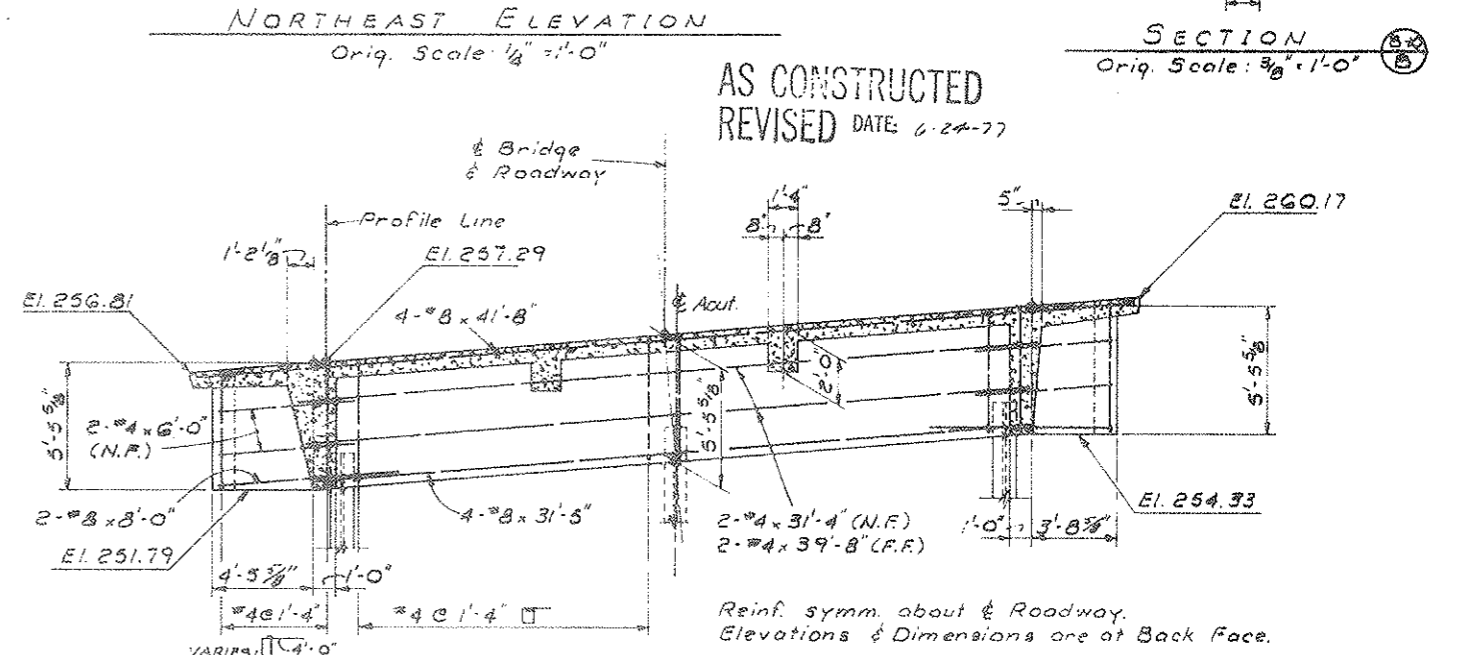 NORTHEAST ELEVATION
Orig. Scale 1/8" = 1'-0"
SECTION
Orig. Scale: 3/8" = 1'-0"
B
AS CONSTRUCTED
REVISED DATE: 6-24-77
℄ Bridge
& Roadway
Profile Line
1'-2 1/8"
El. 257.29
El. 256.81
4-#8 x 41'-8"
℄ Abut.
1'-4"
8"
8"
5"
El. 260.17
5'-5 5/8"
2-#4 x 6'-0"
(N.F.)
2-#8 x 8'-0"
El. 251.79
4'-5 5/8"
1'-0"
#4 @ 1'-4"
VARIES
4'-0"
#4 @ 1'-4"
4-#8 x 31'-5"
5'-5 5/8"
2'-0"
2-#4 x 31'-4" (N.F.)
2-#4 x 39'-8" (F.F.)
1'-0"
3'-8 5/8"
El. 254.33
5'-5 5/8"
Reinf. symm. about ℄ Roadway.
Elevations & Dimensions are at Back Face.